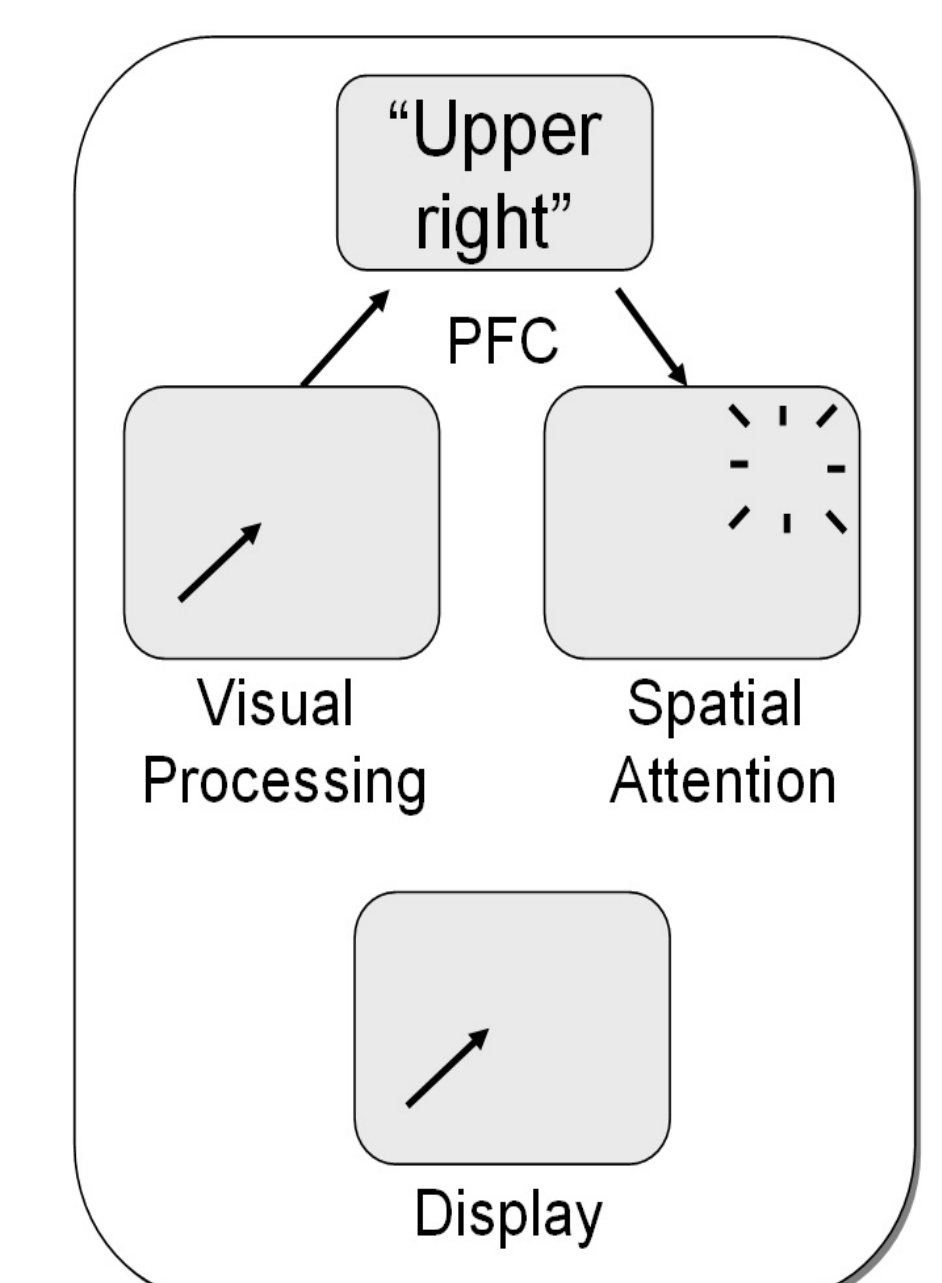 “Upper
right”
PFC
Visual
Processing
Spatial
Attention
Display